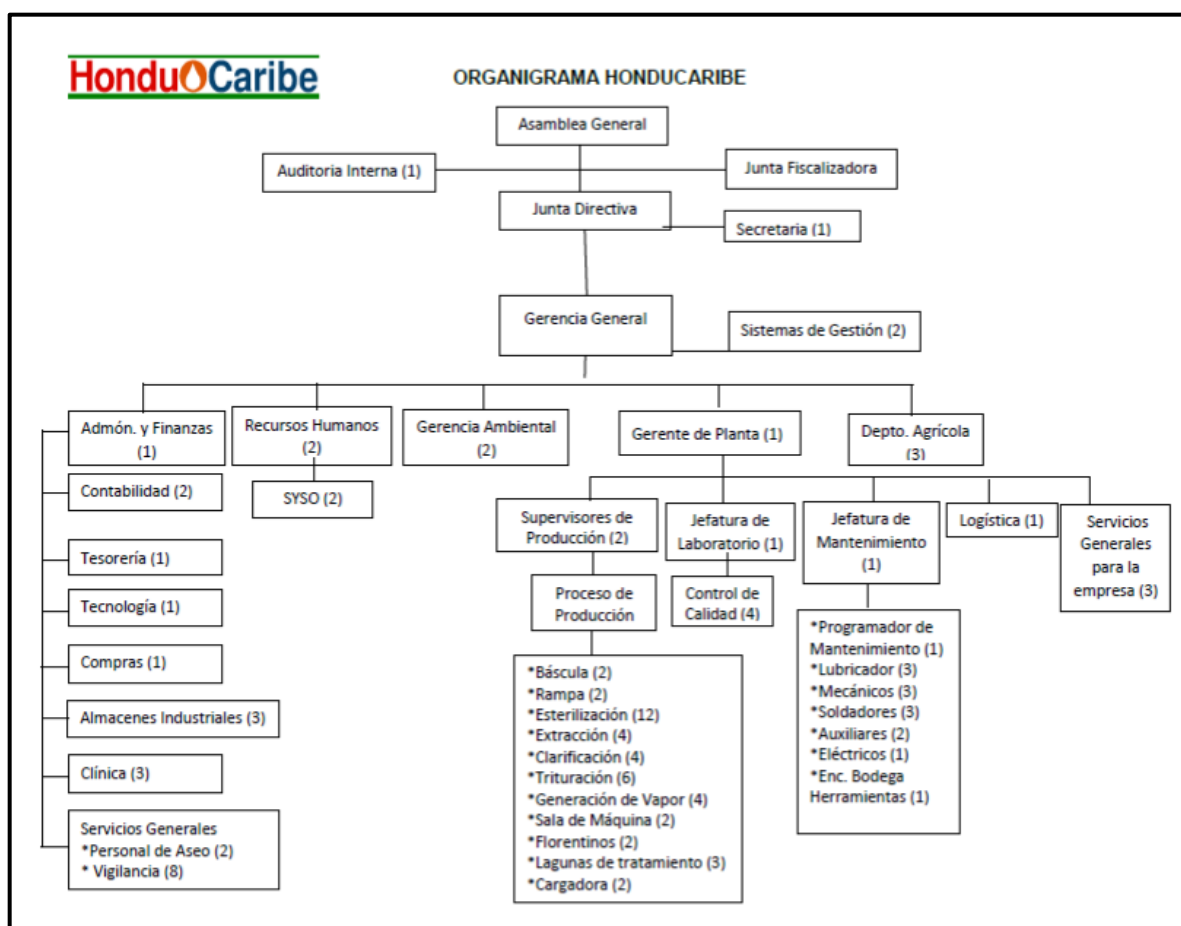 HonduCaribe
ORGANIGRAMA HONDUCARIBE
Asamblea General
Auditoria Interna (1)
Junta Fiscalizadora
Junta Directiva
Secretaria (1)
Gerencia General
Sistemas de Gestión (2)
Admón. y Finanzas
(1)
Recursos Humanos
(2)
Gerencia Ambiental
(2)
Gerente de Planta (1)
Depto. Agrícola
(3)
Contabilidad (2)
Tesorería (1)
Tecnología (1)
Compras (1)
Almacenes Industriales (3)
Clínica (3)
Servicios Generales
*Personal de Aseo (2)
* Vigilancia (8)
SYSO (2)
Supervisores de
Producción (2)
Proceso de
Producción
*Báscula (2)
*Rampa (2)
*Esterilización (12)
*Extracción (4)
*Clarificación (4)
*Trituración (6)
*Generación de Vapor (4)
*Sala de Máquina (2)
*Florentinos (2)
*Lagunas de tratamiento (3)
*Cargadora (2)
Jefatura de
Laboratorio (1)
Control de
Calidad (4)
Jefatura de
Mantenimiento
(1)
*Programador de
Mantenimiento (1)
*Lubricador (3)
*Mecánicos (3)
*Soldadores (3)
*Auxiliares (2)
*Eléctricos (1)
*Enc. Bodega
Herramientas (1)
Logística (1)
Servicios
Generales
para la
empresa (3)